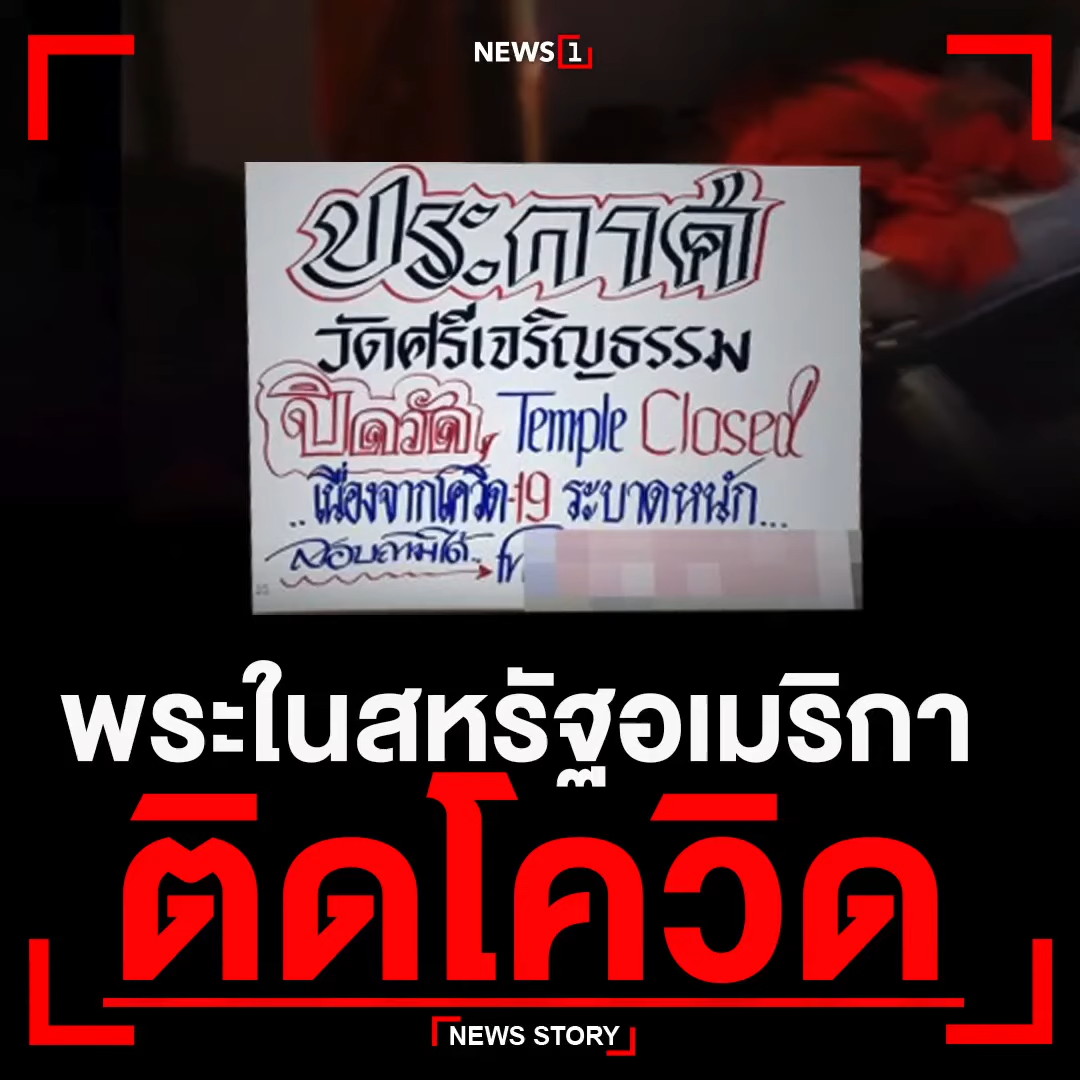 NEWS 1
ประกาศ
วัดศรีเจริญธรรม
ปิดวัด, Temple Closed
..เนื่องจากโควิด-19 ระบาดหนัก...
สอบถามได้..
พระในสหรัฐอเมริกา
ติดโควิด
NEWS STORY